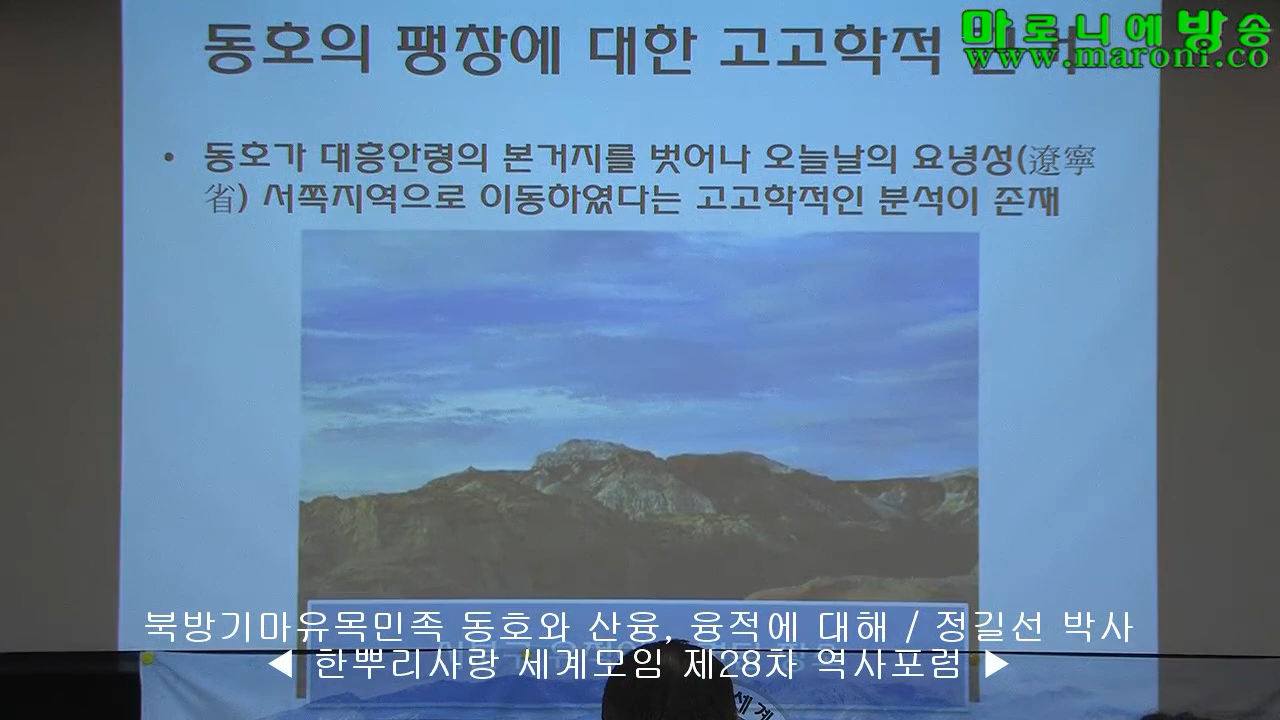 동호의 팽창에 대한 고고학적
마로니에방송
www.maroni.co
• 동호가 대흥안령의 본거지를 벗어나 오늘날의 요녕성(遼寧
省) 서쪽지역으로 이동하였다는 고고학적인 분석이 존재
북방기마유목민족 동호와 산융, 융적에 대해 / 정길선 박사
◀ 한뿌리사랑 세계모임 제28차 역사포럼 ▶
세계